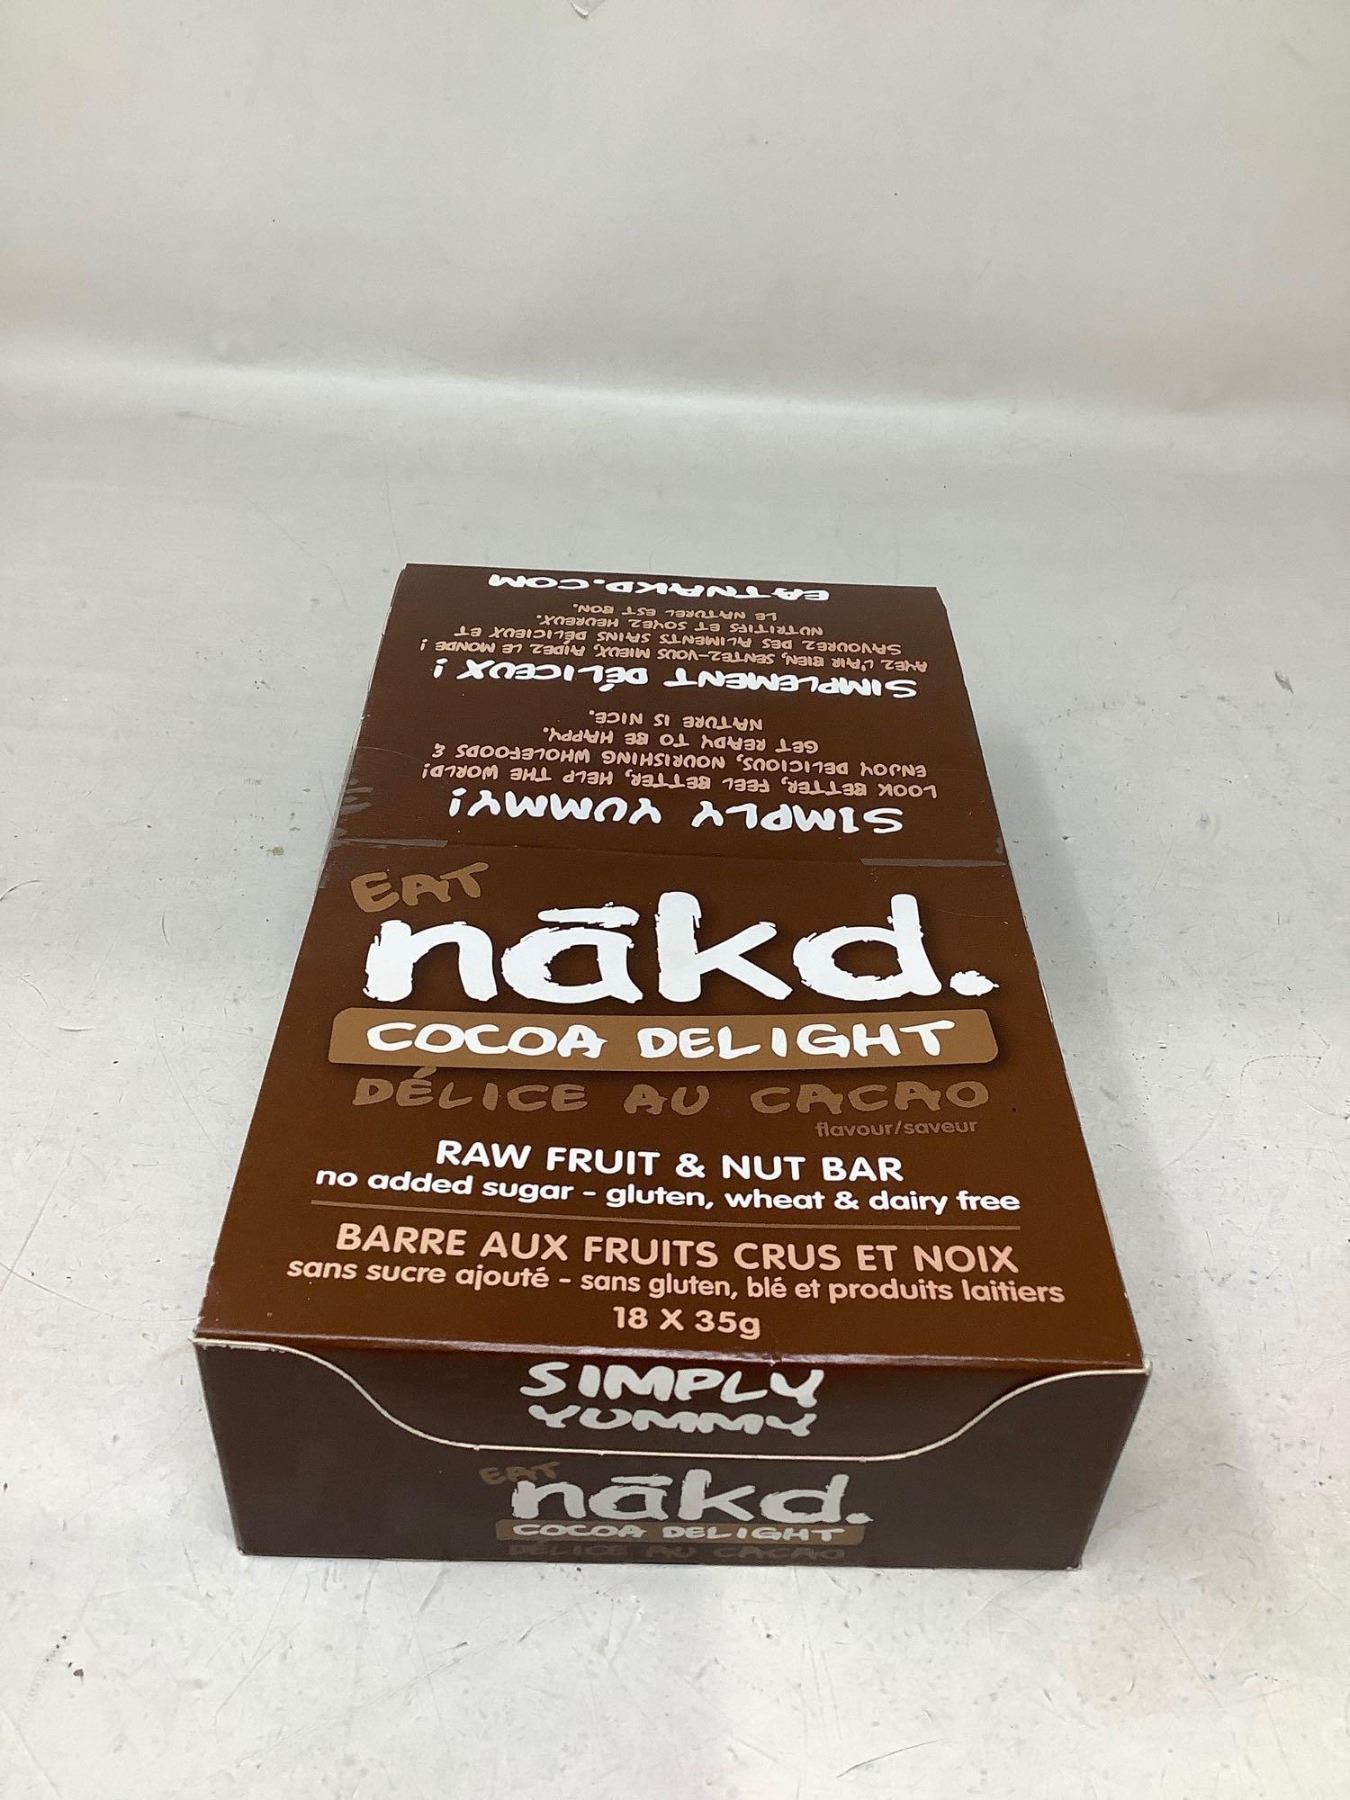 EATNAKD.COM
LE NATUREL EST BON.
NUTRITIFS ET SOYEZ HEUREUX.
SAVOUREZ DES ALIMENTS SAINS DÉLICIEUX ET
AYEZ L'AIR BIEN, SENTEZ-VOUS MIEUX, AIDEZ LE MONDE !
SIMPLEMENT DÉLICEUX !
NATURE IS NICE.
GET READY TO BE HAPPY.
ENJOY DELICIOUS, NOURISHING WHOLEFOODS &
LOOK BETTER, FEEL BETTER, HELP THE WORLD!
SIMPLY YUMMY!
EAT
nākd.
COCOA DELIGHT
DÉLICE AU CACAO
flavour/saveur
RAW FRUIT & NUT BAR
no added sugar - gluten, wheat & dairy free
BARRE AUX FRUITS CRUS ET NOIX
sans sucre ajouté - sans gluten, blé et produits laitiers
18 X 35g
SIMPLY
YUMMY
EAT
nākd.
COCOA DELIGHT
DÉLICE AU CACAO